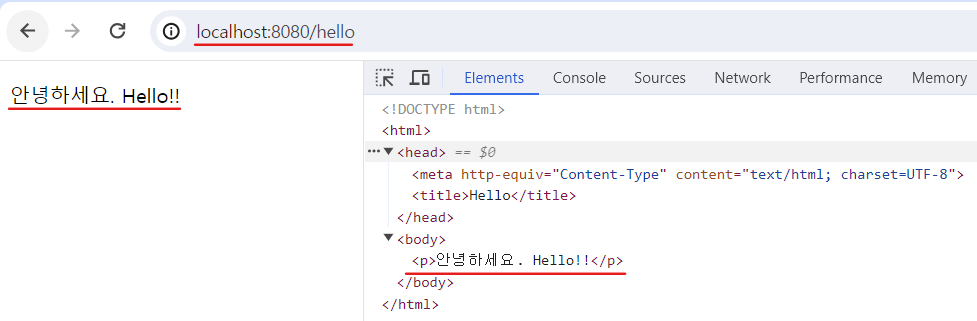 localhost:8080/hello
안녕하세요. Hello!!
Elements Console Sources Network Performance Memory
<!DOCTYPE html>
<html>
<head> == $0
<meta http-equiv="Content-Type" content="text/html; charset=UTF-8">
<title>Hello</title>
</head>
<body>
<p>안녕하세요. Hello!!</p>
</body>
</html>